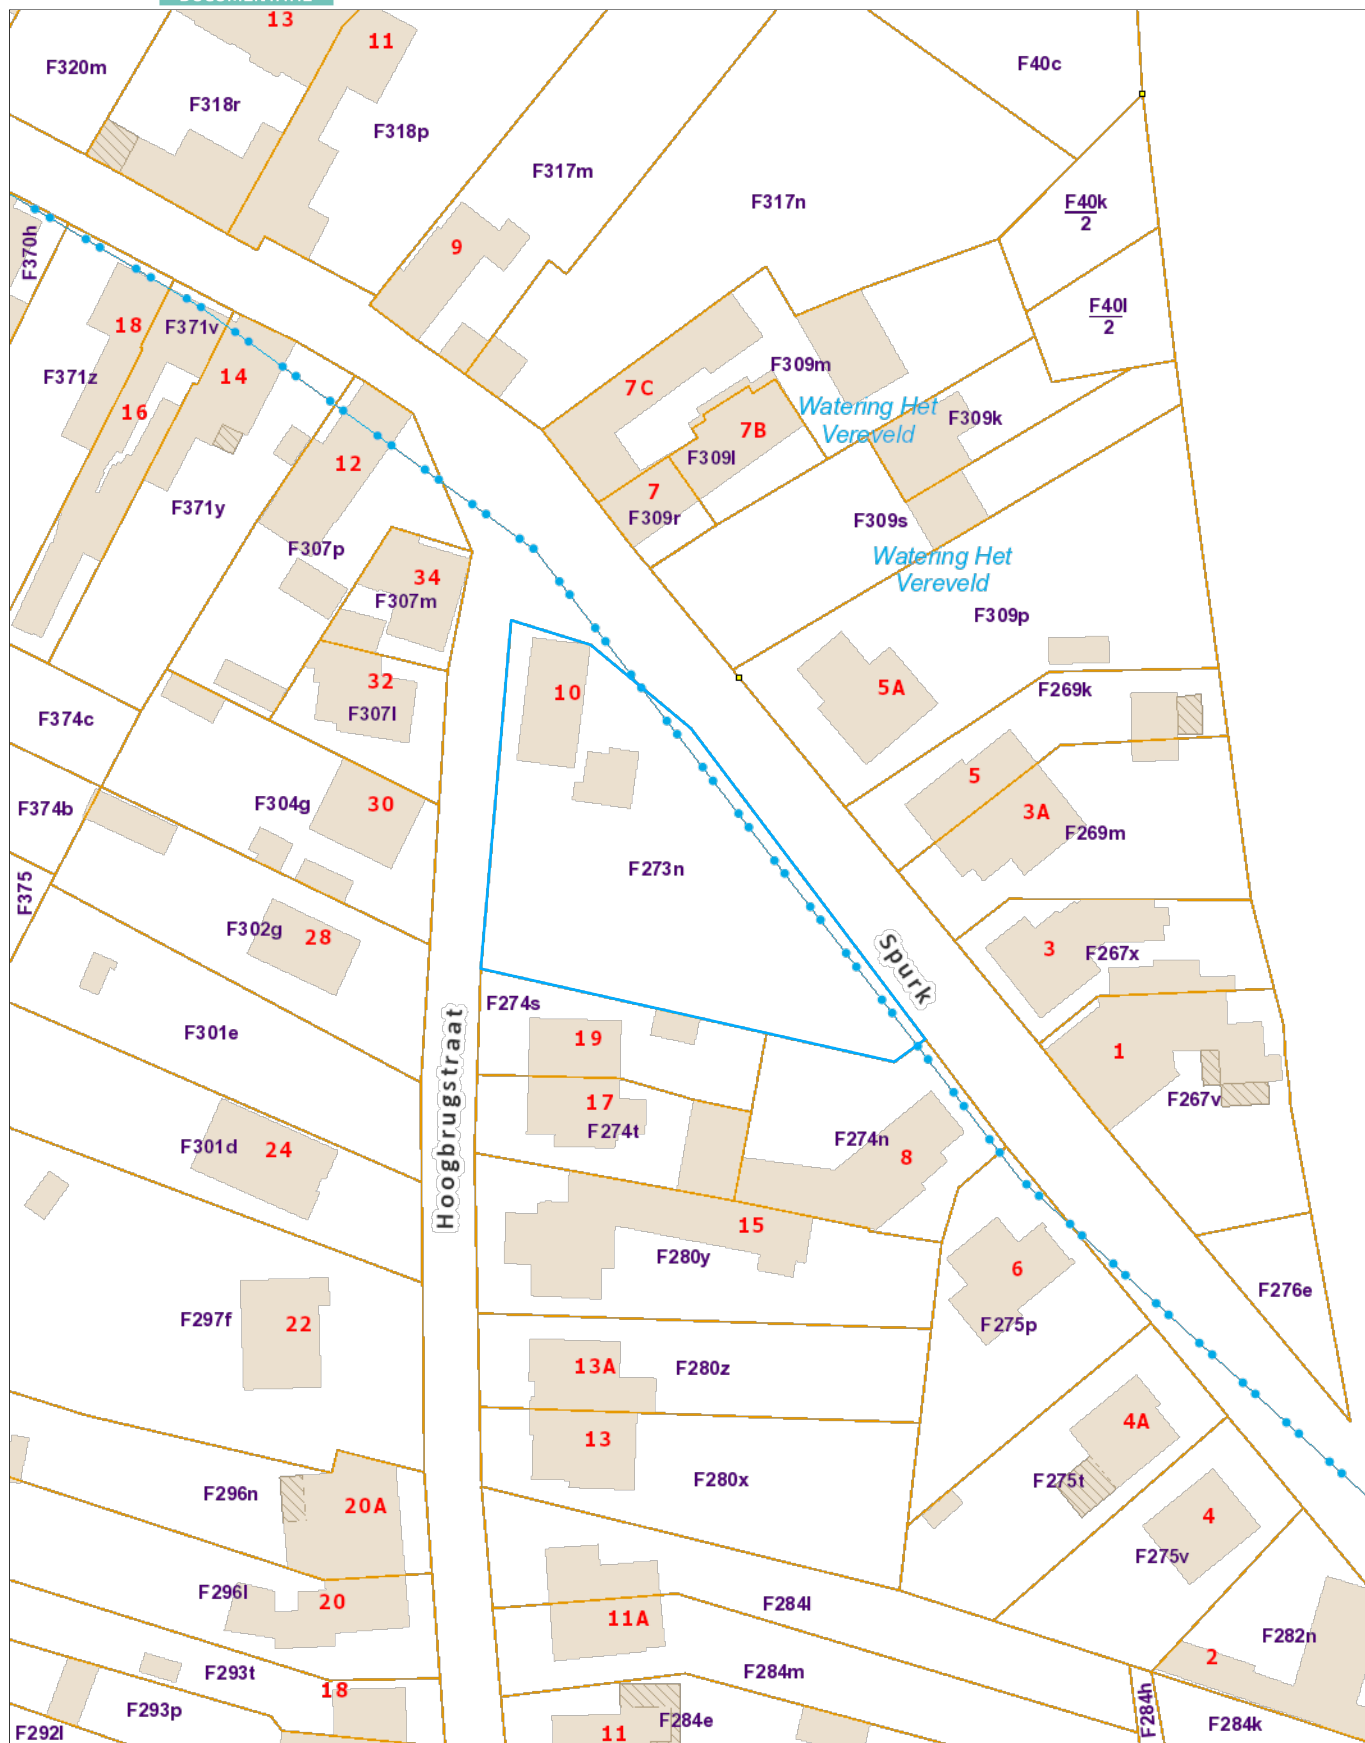 13
11
F40c
F320m
F318r
F318p
F317m
F317n
F40k
2
F370h
9
F40l
2
18
F371v
F371z
14
7C
F309m
16
Watering Het
Vereveld
F309k
7B
F309l
12
7
F371y
F309r
F309s
F307p
Watering Het
Vereveld
34
F307m
F309p
32
10
5A
F269k
F307l
F374c
5
F374b
F304g
30
3A
F269m
F273n
F375
F302g
28
Spurk
3
F267x
F274s
F301e
19
1
Hoogbrugstraat
17
F267v
F274t
F274n
F301d
24
8
15
F280y
6
F276e
F297f
22
F275p
13A
F280z
4A
13
F280x
F275t
F296n
20A
4
F275v
F296l
20
11A
F284l
F282n
2
F293t
F284m
18
F293p
F284h
F284e
F292l
11
F284k